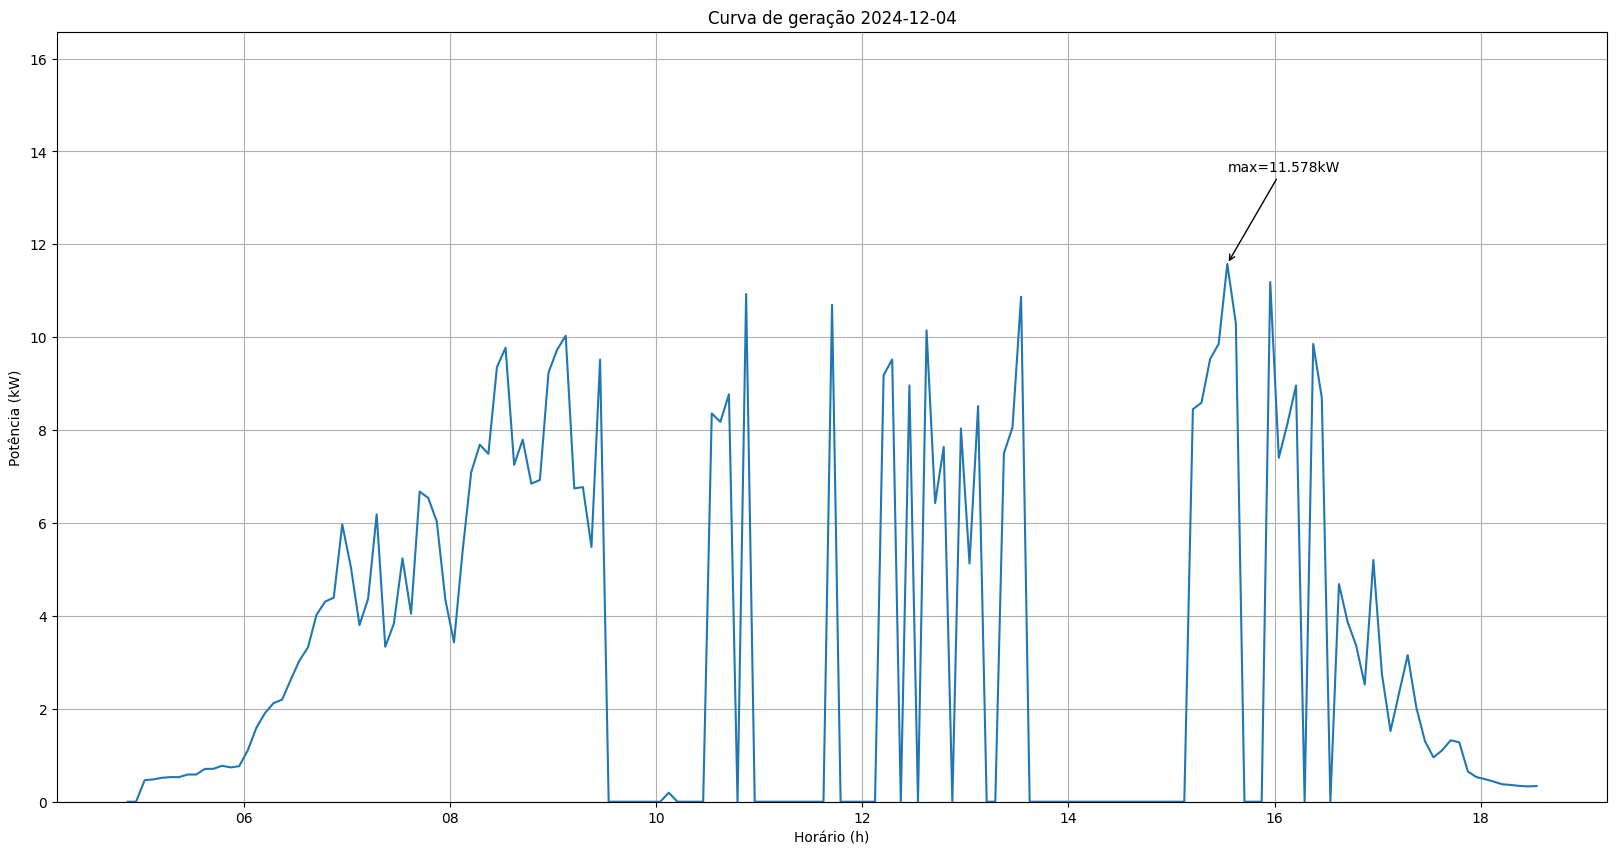 Curva de geração 2024-12-04
16
14
max=11.578kW
12
10
8
6
4
2
0
Potência (kW)
06 08 10 12 14 16 18
Horário (h)